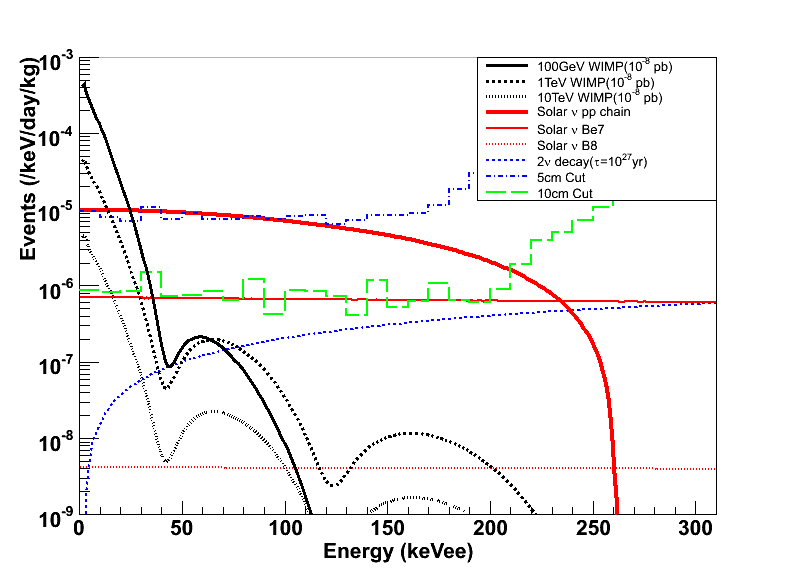 10^-3
100GeV WIMP(10^-8 pb)
1TeV WIMP(10^-8 pb)
10TeV WIMP(10^-8 pb)
Solar ν pp chain
Solar ν Be7
Solar ν B8
2ν decay(τ=10^27yr)
5cm Cut
10cm Cut
Events (/keV/day/kg)
10^-4
10^-5
10^-6
10^-7
10^-8
10^-9
0 50 100 150 200 250 300
Energy (keVee)